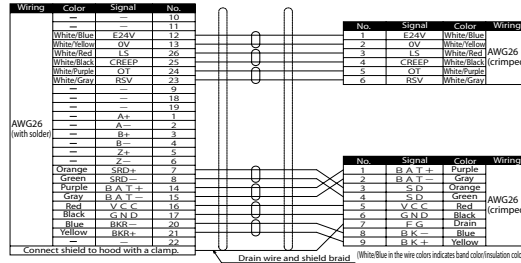 Wiring Color Signal No.
— — 10
— — 11
White/Blue E24V 12
White/Yellow 0V 13
White/Red LS 26
White/Black CREEP 25
White/Purple OT 24
White/Gray RSV 23
— — 9
— — 18
— — 19
— A+ 1
AWG26 — A— 2
(with solder) — B+ 3
— B— 4
— Z+ 5
— Z— 6
Orange SRD+ 7
Green SRD— 8
Purple BAT+ 14
Gray BAT— 15
Red VCC 16
Black GND 17
Blue BKR— 20
Yellow BKR+ 21
— — 22
Connect shield to hood with a clamp.
No. Signal Color Wiring
1 E24V White/Blue
2 0V White/Yellow
3 LS White/Red AWG26
4 CREEP White/Black (crimped
5 OT White/Purple
6 RSV White/Gray
No. Signal Color Wiring
1 BAT+ Purple
2 BAT— Gray
3 SD Orange
4 SD Green AWG26
5 VCC Red (crimped
6 GND Black
7 FG Drain
8 BK— Blue
9 BK+ Yellow
Drain wire and shield braid
(White/Blue in the wire colors indicates band color/insulation colo